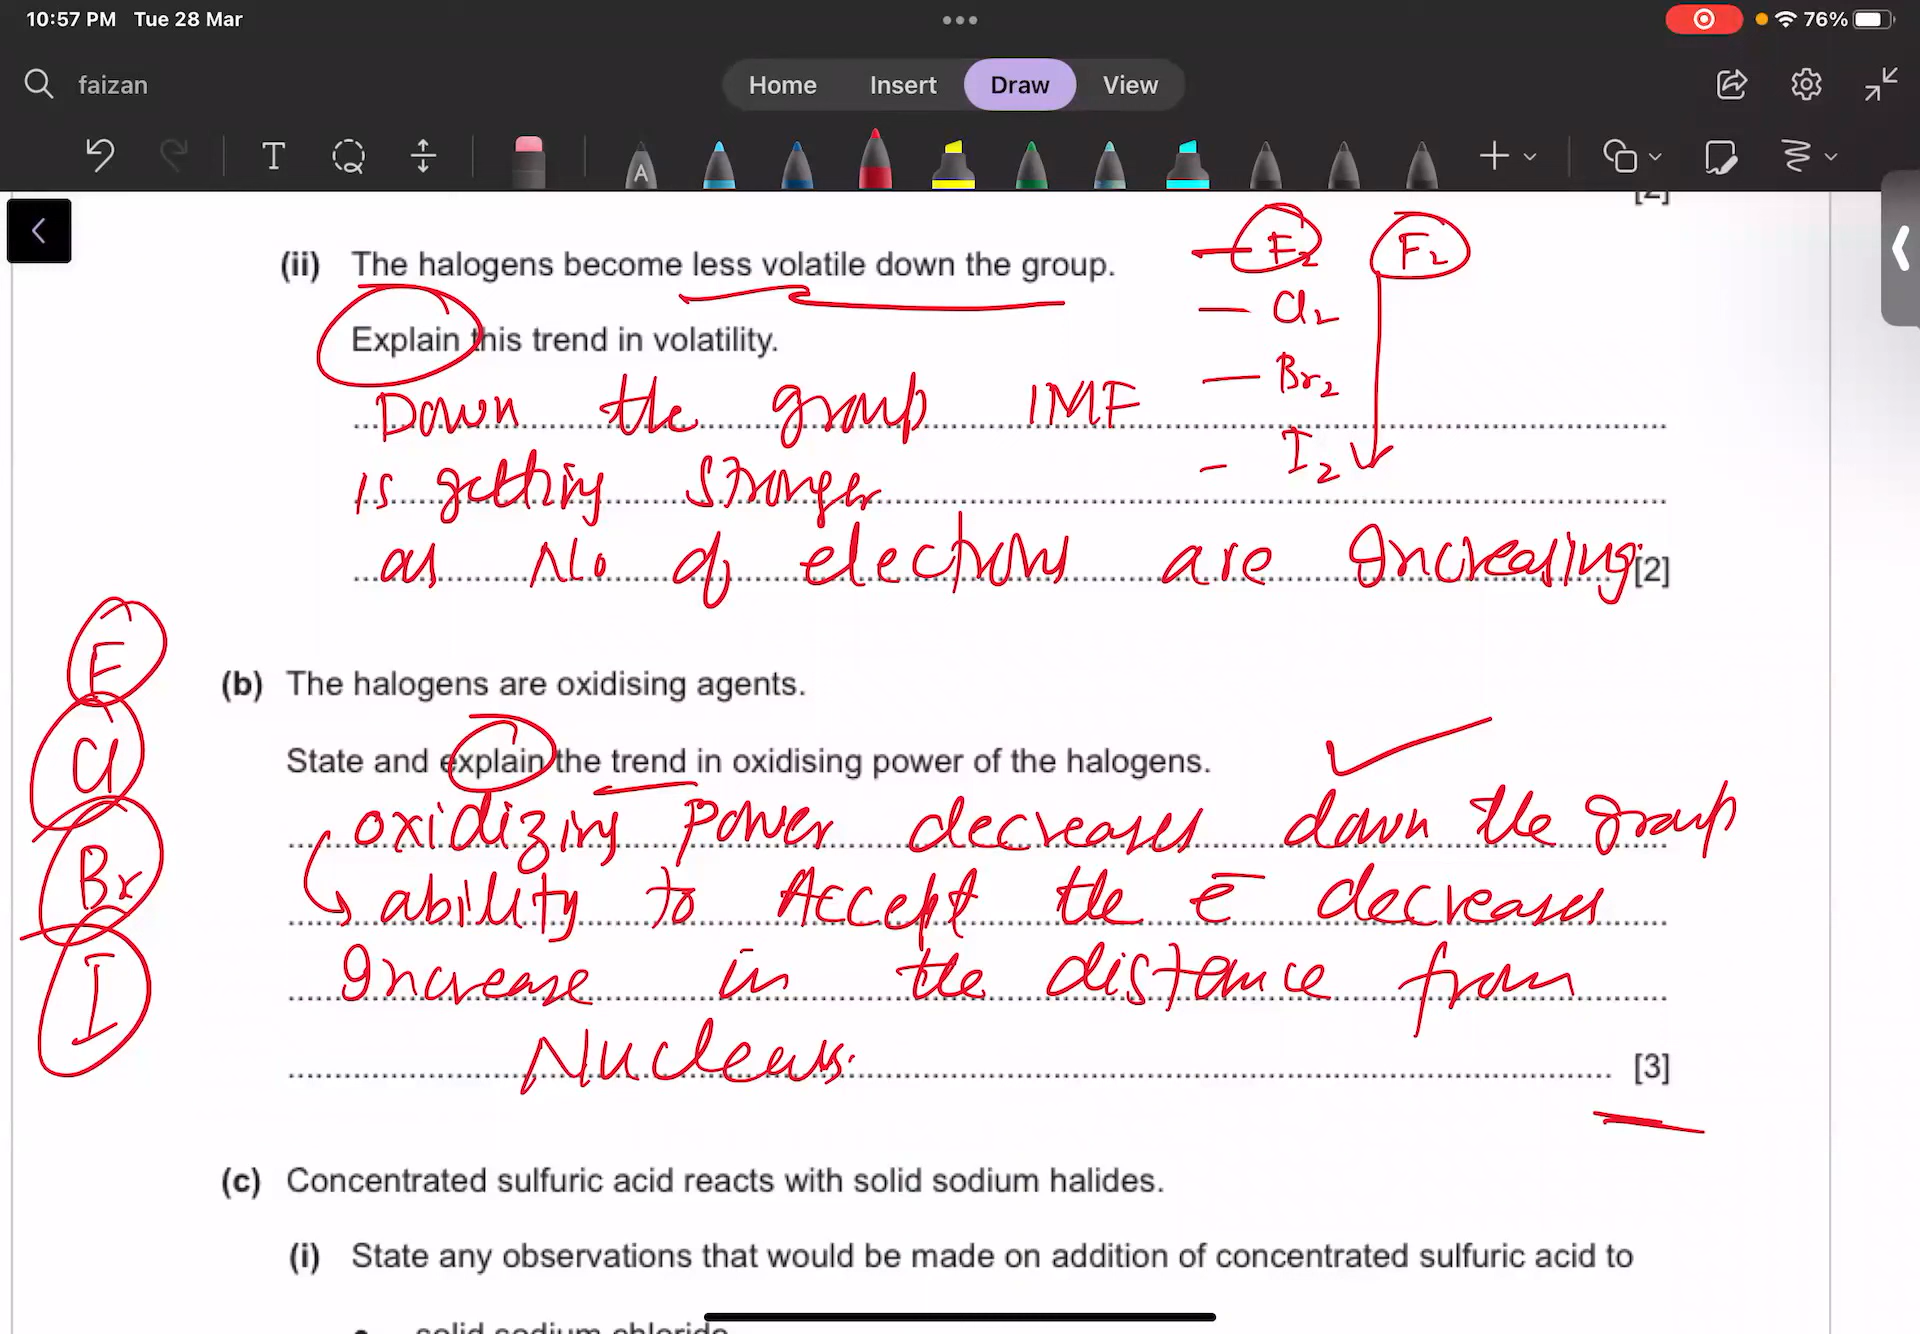 10:57 PM Tue 28 Mar
76%
faizan
Home Insert Draw View
T
A
[2]
(ii) The halogens become less volatile down the group.
F2 F2
Cl2
Explain this trend in volatility.
Br2
Down the group IMF
I2
is getting stronger
as No of electrons are Increasing [2]
F
Cl
Br
I
(b) The halogens are oxidising agents.
State and explain the trend in oxidising power of the halogens.
oxidizing power decreases down the group
ability to Accept the e̅ decreases
Increase in the distance from
Nucleus.
[3]
(c) Concentrated sulfuric acid reacts with solid sodium halides.
(i) State any observations that would be made on addition of concentrated sulfuric acid to
• solid sodium chloride